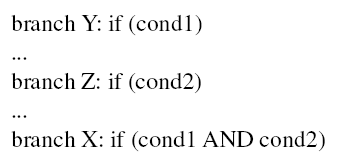 branch Y: if (cond1)
...
branch Z: if (cond2)
...
branch X: if (cond1 AND cond2)